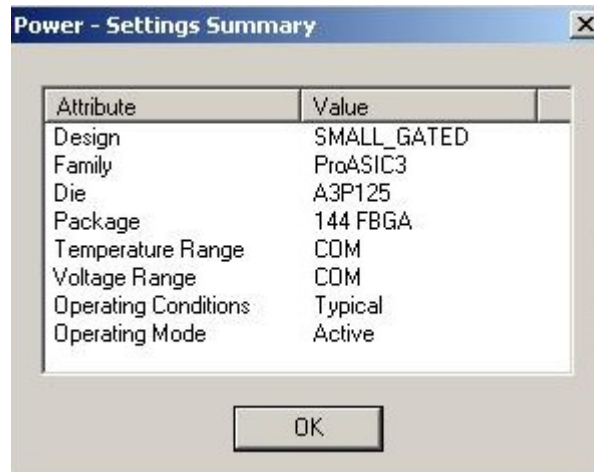 Power - Settings Summary
Attribute Value
Design SMALL_GATED
Family ProASIC3
Die A3P125
Package 144 FBGA
Temperature Range COM
Voltage Range COM
Operating Conditions Typical
Operating Mode Active
OK